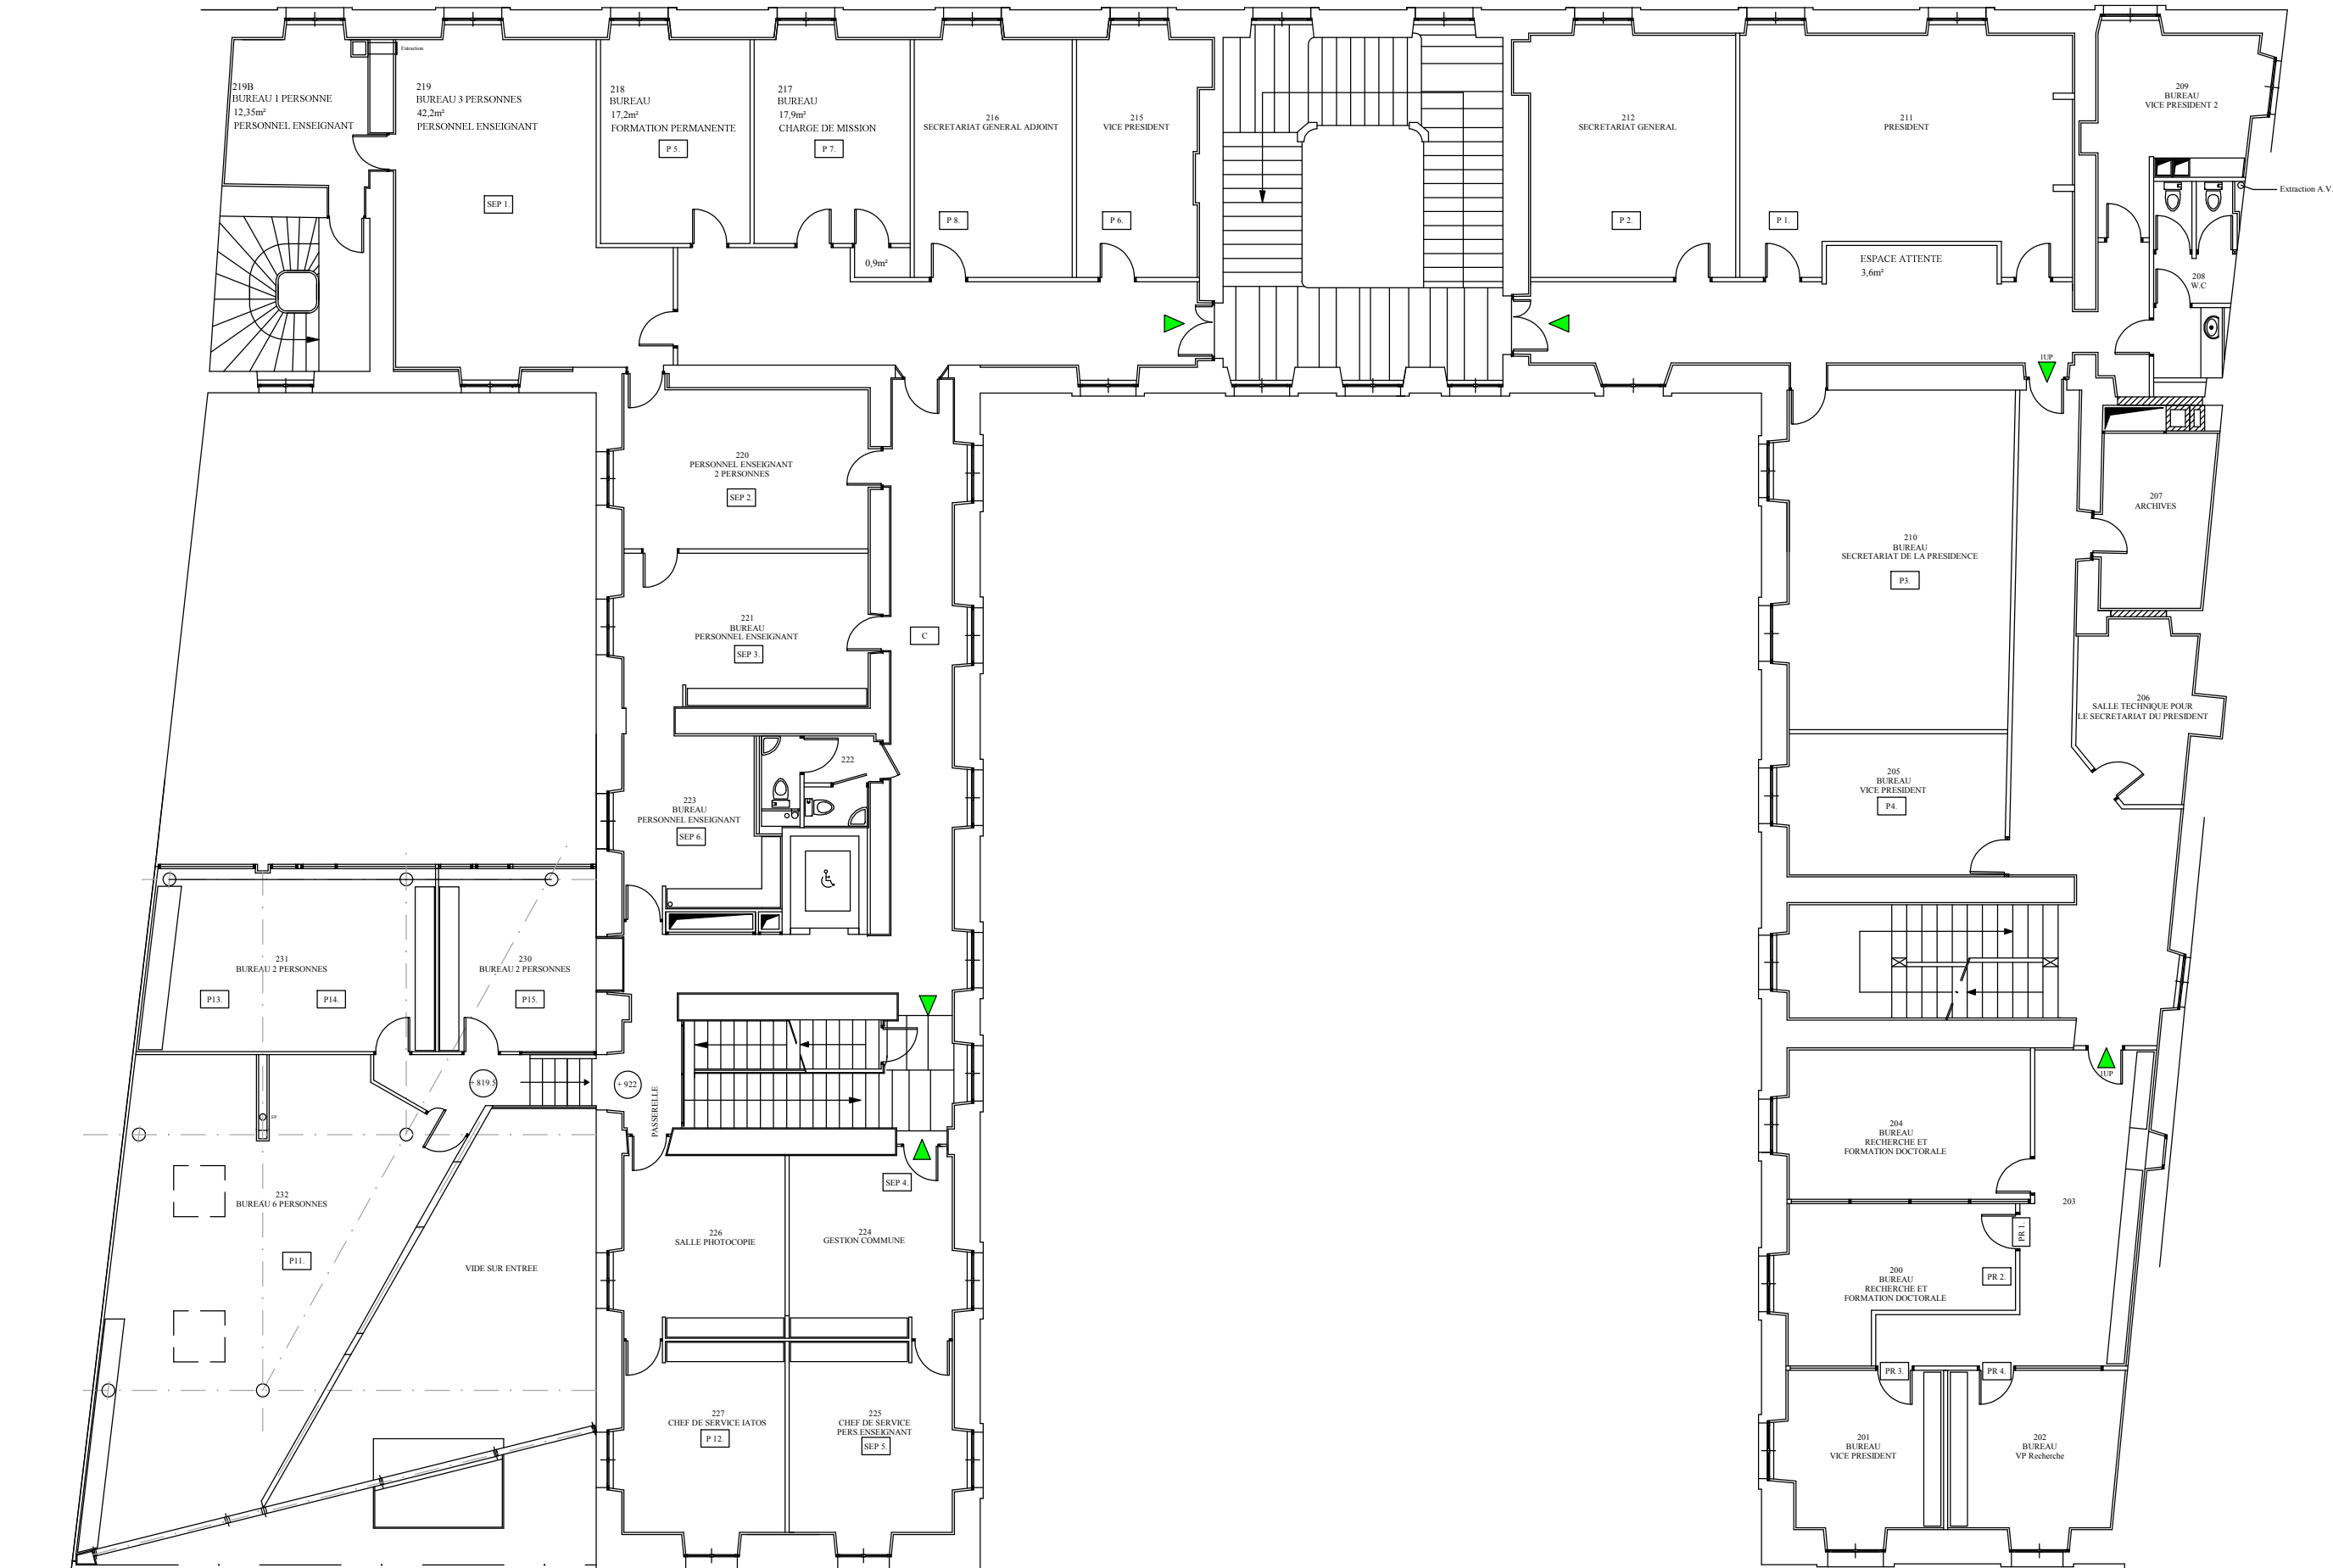 Extraction
219B
BUREAU 1 PERSONNE
12,35m²
PERSONNEL ENSEIGNANT
219
BUREAU 3 PERSONNES
42,2m²
PERSONNEL ENSEIGNANT
SEP 1.
218
BUREAU
17,2m²
FORMATION PERMANENTE
P 5.
217
BUREAU
17,9m²
CHARGE DE MISSION
P 7.
0,9m²
216
SECRETARIAT GENERAL ADJOINT
P 8.
215
VICE PRESIDENT
P 6.
212
SECRETARIAT GENERAL
P 2.
211
PRESIDENT
P 1.
ESPACE ATTENTE
3,6m²
209
BUREAU
VICE PRESIDENT 2
Extraction A.V.
208
W.C
1UP
220
PERSONNEL ENSEIGNANT
2 PERSONNES
SEP 2.
221
BUREAU
PERSONNEL ENSEIGNANT
SEP 3.
C
222
223
BUREAU
PERSONNEL ENSEIGNANT
SEP 6.
210
BUREAU
SECRETARIAT DE LA PRESIDENCE
P3.
207
ARCHIVES
206
SALLE TECHNIQUE POUR
LE SECRETARIAT DU PRESIDENT
205
BUREAU
VICE PRESIDENT
P4.
231
BUREAU 2 PERSONNES
P13.
P14.
230
BUREAU 2 PERSONNES
P15.
+ 819.5
+ 922
PASSERELLE
EP
232
BUREAU 6 PERSONNES
P11.
VIDE SUR ENTREE
SEP 4.
226
SALLE PHOTOCOPIE
224
GESTION COMMUNE
227
CHEF DE SERVICE IATOS
P 12.
225
CHEF DE SERVICE
PERS.ENSEIGNANT
SEP 5.
1UP
204
BUREAU
RECHERCHE ET
FORMATION DOCTORALE
203
PR 1.
PR 2.
200
BUREAU
RECHERCHE ET
FORMATION DOCTORALE
PR 3.
PR 4.
201
BUREAU
VICE PRESIDENT
202
BUREAU
VP Recherche